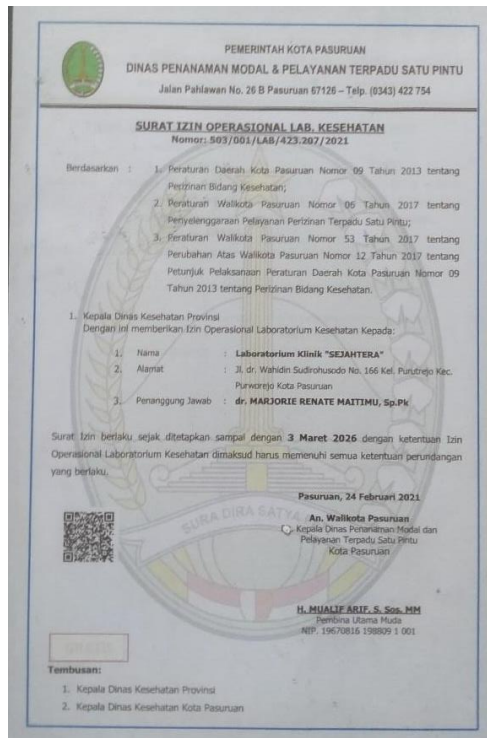 PEMERINTAH KOTA PASURUAN
DINAS PENANAMAN MODAL & PELAYANAN TERPADU SATU PINTU
Jalan Pahlawan No. 26 B Pasuruan 67126 – Telp. (0343) 422 754
SURAT IZIN OPERASIONAL LAB. KESEHATAN
Nomor: 503/001/LAB/423.207/2021
Berdasarkan : 1. Peraturan Daerah Kota Pasuruan Nomor 09 Tahun 2013 tentang
Perizinan Bidang Kesehatan;
2. Peraturan Walikota Pasuruan Nomor 06 Tahun 2017 tentang
Penyelenggaraan Pelayanan Perizinan Terpadu Satu Pintu;
3. Peraturan Walikota Pasuruan Nomor 53 Tahun 2017 tentang
Perubahan Atas Walikota Pasuruan Nomor 12 Tahun 2017 tentang
Petunjuk Pelaksanaan Peraturan Daerah Kota Pasuruan Nomor 09
Tahun 2013 tentang Perizinan Bidang Kesehatan.
1. Kepala Dinas Kesehatan Provinsi
Dengan ini memberikan Izin Operasional Laboratorium Kesehatan Kepada:
1. Nama : Laboratorium Klinik "SEJAHTERA"
2. Alamat : Jl. dr. Wahidin Sudirohusodo No. 166 Kel. Purutrejo Kec.
Purworejo Kota Pasuruan
3. Penanggung Jawab : dr. MARJORIE RENATE MAITIMU, Sp.Pk
Surat Izin berlaku sejak ditetapkan sampai dengan 3 Maret 2026 dengan ketentuan Izin
Operasional Laboratorium Kesehatan dimaksud harus memenuhi semua ketentuan perundangan
yang berlaku.
Pasuruan, 24 Februari 2021
An. Walikota Pasuruan
Kepala Dinas Penanaman Modal dan
Pelayanan Terpadu Satu Pintu
Kota Pasuruan
SURA DIRA SATYA
H. MUALIF ARIF, S. Sos, MM
Pembina Utama Muda
NIP. 19670816 198809 1 001
Tembusan:
1. Kepala Dinas Kesehatan Provinsi
2. Kepala Dinas Kesehatan Kota Pasuruan